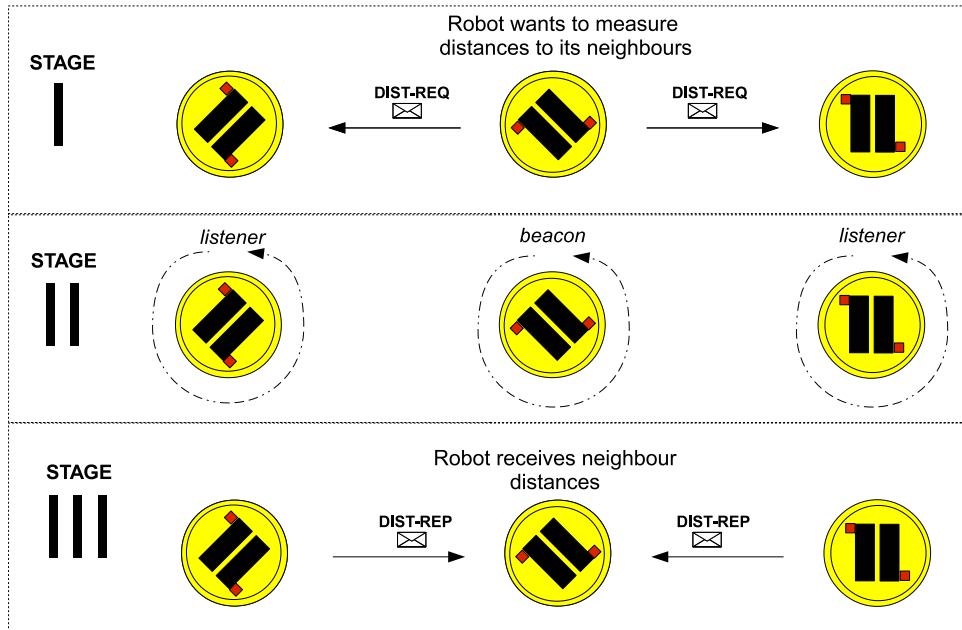 Robot wants to measure
distances to its neighbours
STAGE
I
DIST-REQ
DIST-REQ
listener
beacon
listener
STAGE
II
Robot receives neighbour
distances
STAGE
III
DIST-REP
DIST-REP